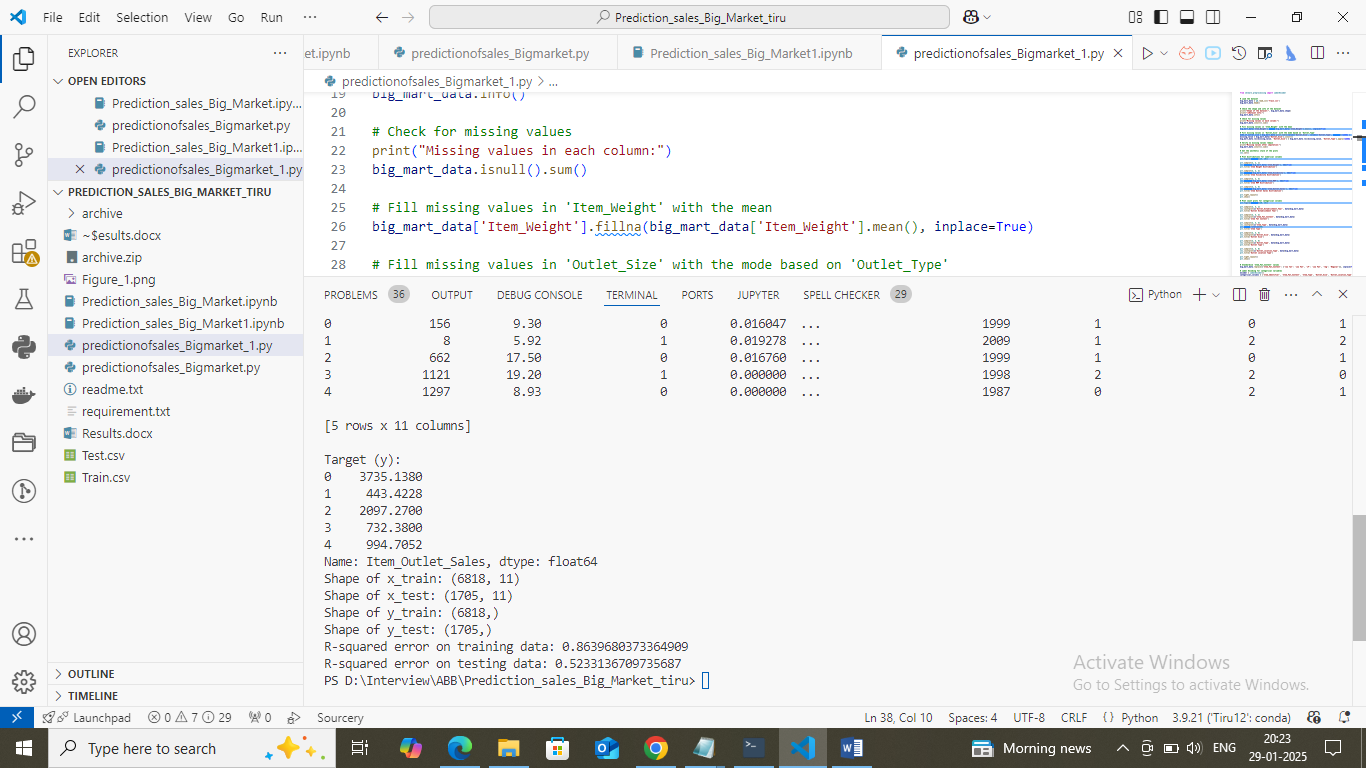 File Edit Selection View Go Run ··· Prediction_sales_Big_Market_tiru
EXPLORER ···
OPEN EDITORS
Prediction_sales_Big_Market.ipy...
predictionofsales_Bigmarket.py
Prediction_sales_Big_Market1.ip...
predictionofsales_Bigmarket_1.py
PREDICTION_SALES_BIG_MARKET_TIRU
archive
~$esults.docx
archive.zip
Figure_1.png
Prediction_sales_Big_Market.ipynb
Prediction_sales_Big_Market1.ipynb
predictionofsales_Bigmarket_1.py
predictionofsales_Bigmarket.py
readme.txt
requirement.txt
Results.docx
Test.csv
Train.csv
OUTLINE
TIMELINE
et.ipynb predictionofsales_Bigmarket.py Prediction_sales_Big_Market1.ipynb predictionofsales_Bigmarket_1.py
predictionofsales_Bigmarket_1.py > ...
19 big_mart_data.info()
20
21 # Check for missing values
22 print("Missing values in each column:")
23 big_mart_data.isnull().sum()
24
25 # Fill missing values in 'Item_Weight' with the mean
26 big_mart_data['Item_Weight'].fillna(big_mart_data['Item_Weight'].mean(), inplace=True)
27
28 # Fill missing values in 'Outlet_Size' with the mode based on 'Outlet_Type'
PROBLEMS 36 OUTPUT DEBUG CONSOLE TERMINAL PORTS JUPYTER SPELL CHECKER 29 Python
0 156 9.30 0 0.016047 ... 1999 1 0 1
1 8 5.92 1 0.019278 ... 2009 1 2 2
2 662 17.50 0 0.016760 ... 1999 1 0 1
3 1121 19.20 1 0.000000 ... 1998 2 2 0
4 1297 8.93 0 0.000000 ... 1987 0 2 1
[5 rows x 11 columns]
Target (y):
0 3735.1380
1 443.4228
2 2097.2700
3 732.3800
4 994.7052
Name: Item_Outlet_Sales, dtype: float64
Shape of x_train: (6818, 11)
Shape of x_test: (1705, 11)
Shape of y_train: (6818,)
Shape of y_test: (1705,)
R-squared error on training data: 0.8639680373364909
R-squared error on testing data: 0.5233136709735687
PS D:\Interview\ABB\Prediction_sales_Big_Market_tiru>
Activate Windows
Go to Settings to activate Windows.
Launchpad 0 7 29 0 Sourcery Ln 38, Col 10 Spaces: 4 UTF-8 CRLF {} Python 3.9.21 ('Tiru12': conda)
Type here to search Morning news ENG 20:23
29-01-2025